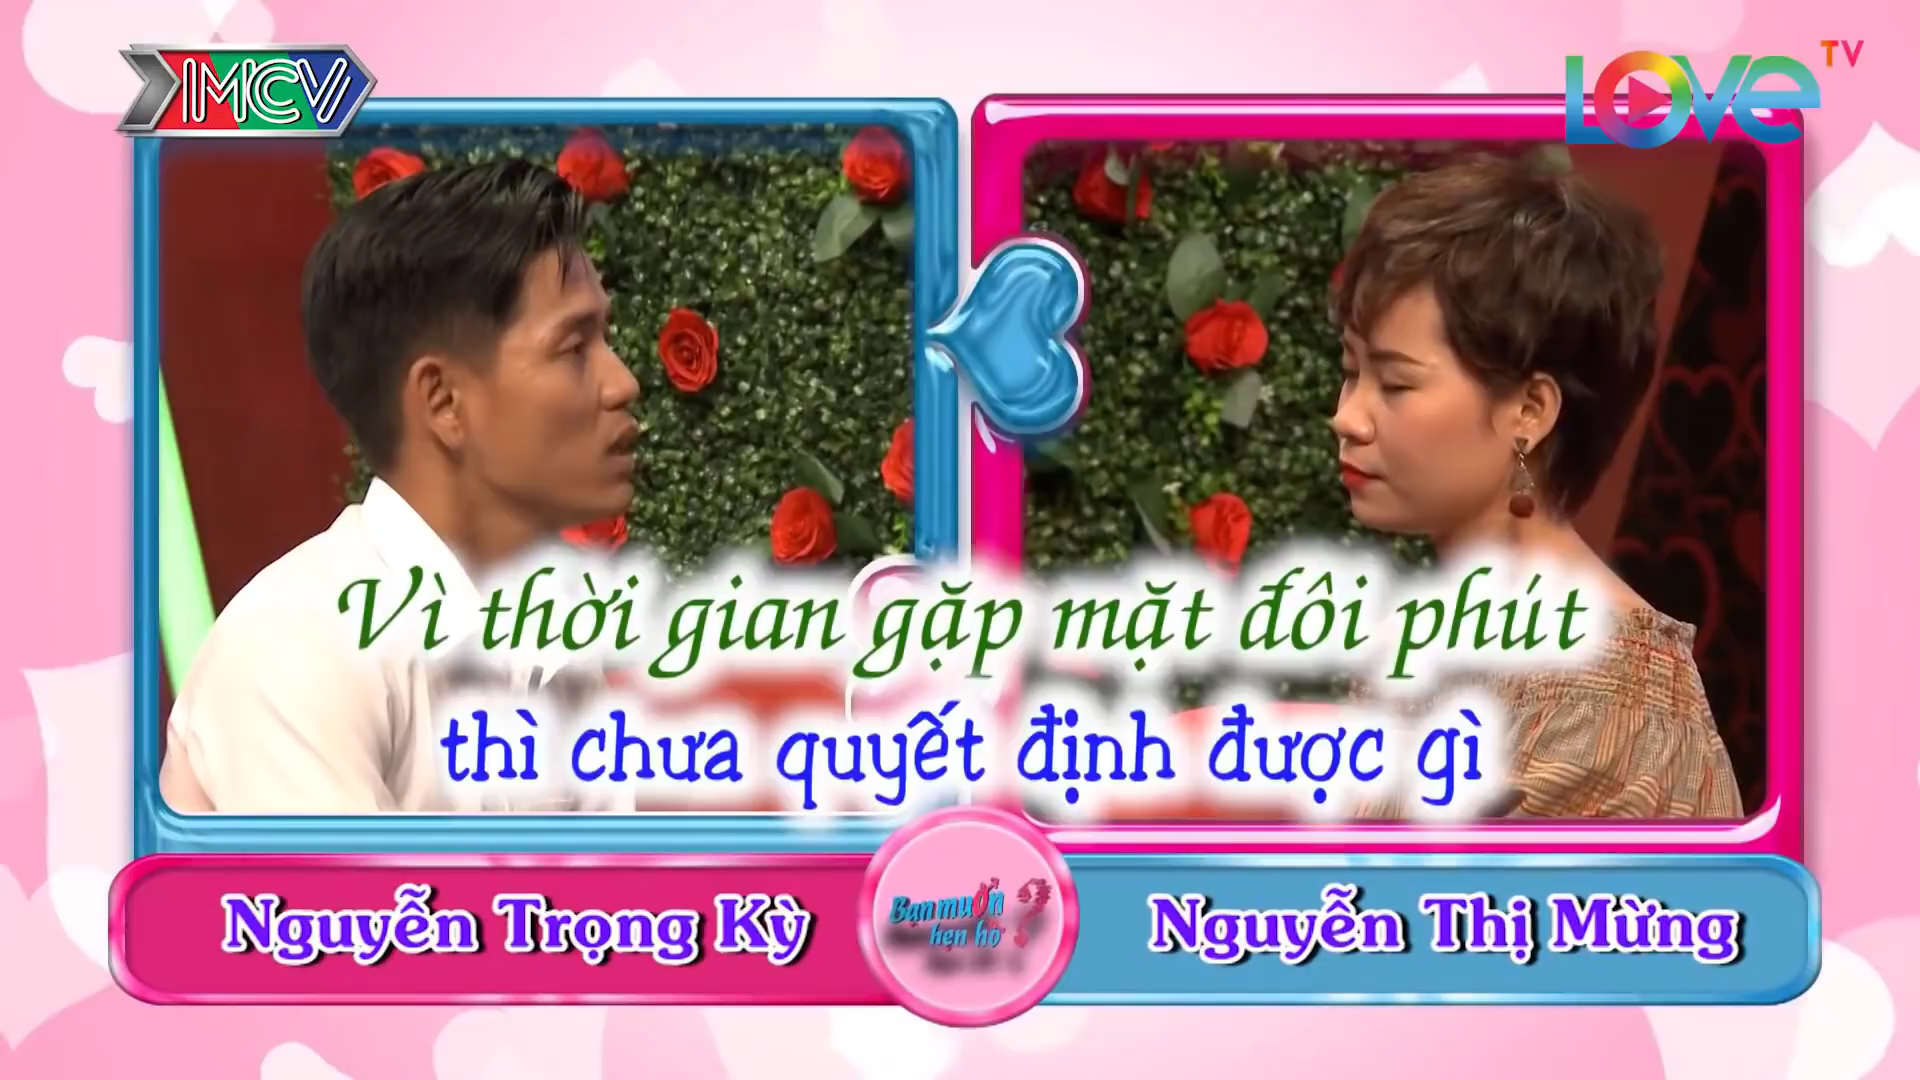 MCV
LOVE TV
Vì thời gian gặp mặt đôi phút
thì chưa quyết định được gì
Nguyễn Trọng Kỳ
Bạn muốn hẹn hò ?
Nguyễn Thị Mừng